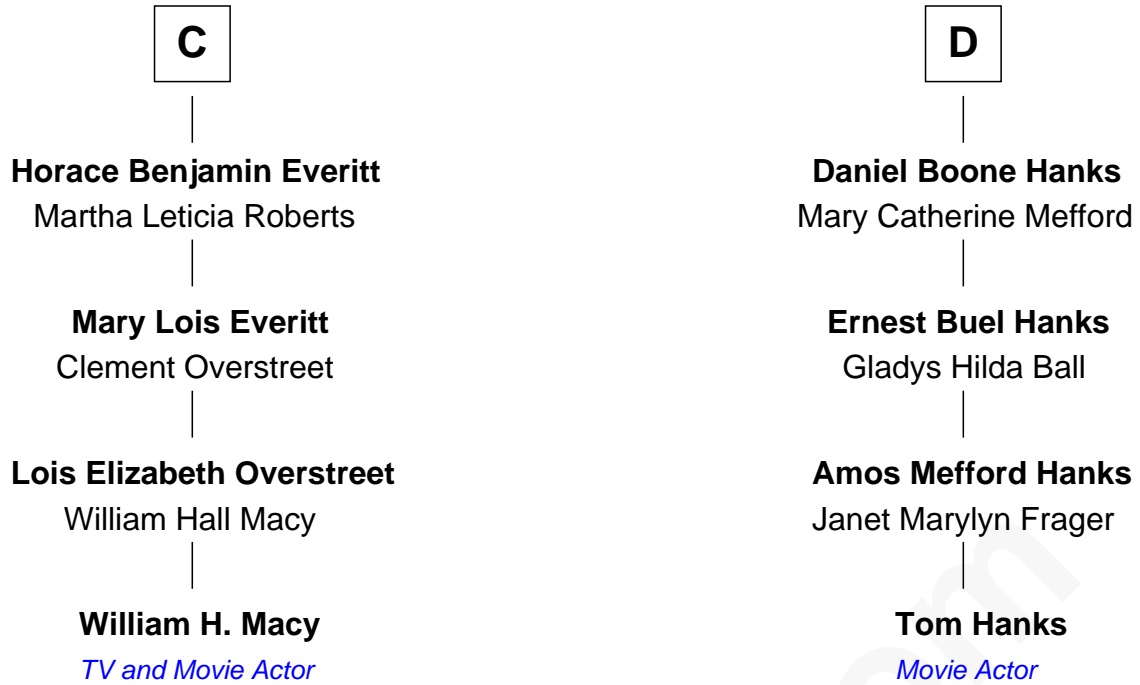 C
Horace Benjamin Everitt
Martha Leticia Roberts
Mary Lois Everitt
Clement Overstreet
Lois Elizabeth Overstreet
William Hall Macy
William H. Macy
TV and Movie Actor
D
Daniel Boone Hanks
Mary Catherine Mefford
Ernest Buel Hanks
Gladys Hilda Ball
Amos Mefford Hanks
Janet Marylyn Frager
Tom Hanks
Movie Actor